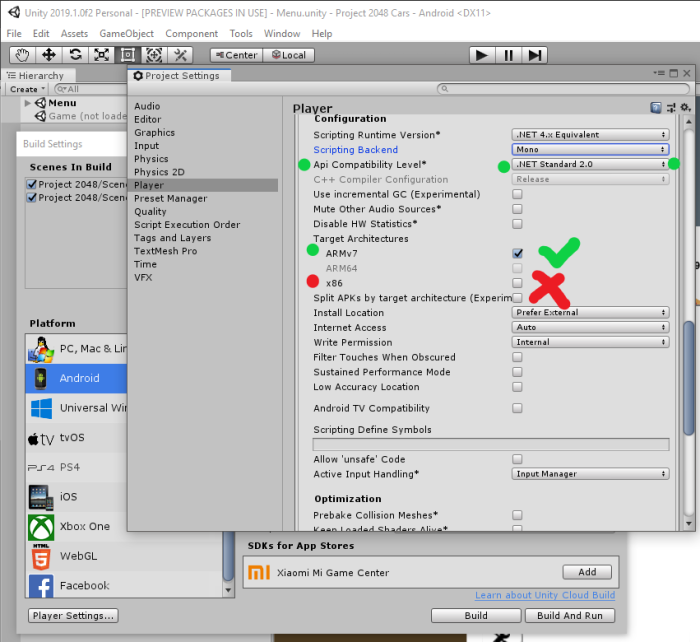 Unity 2019.1.0f2 Personal - [PREVIEW PACKAGES IN USE] - Menu.unity - Project 2048 Cars - Android <DX11>
File Edit Assets GameObject Component Tools Window Help
Center Local
Hierarchy
Create All
Menu
Game (not loade
Build Settings
Scenes In Build
Project 2048/Scen
Project 2048/Scen
Platform
PC, Mac & Lin
Android
Universal Win
tvOS
PS4
iOS
Xbox One
WebGL
Facebook
Player Settings...
Project Settings
Audio
Editor
Graphics
Input
Physics
Physics 2D
Player
Preset Manager
Quality
Script Execution Order
Tags and Layers
TextMesh Pro
Time
VFX
Player
Configuration
Scripting Runtime Version* .NET 4.x Equivalent
Scripting Backend Mono
Api Compatibility Level* .NET Standard 2.0
C++ Compiler Configuration Release
Use incremental GC (Experimental)
Mute Other Audio Sources*
Disable HW Statistics*
Target Architectures
ARMv7
ARM64
x86
Split APKs by target architecture (Experim
Install Location Prefer External
Internet Access Auto
Write Permission Internal
Filter Touches When Obscured
Sustained Performance Mode
Low Accuracy Location
Android TV Compatibility
Scripting Define Symbols
Allow 'unsafe' Code
Active Input Handling* Input Manager
Optimization
Prebake Collision Meshes*
Keep Loaded Shaders Alive*
SDKs for App Stores
Xiaomi Mi Game Center Add
Learn about Unity Cloud Build
Build Build And Run